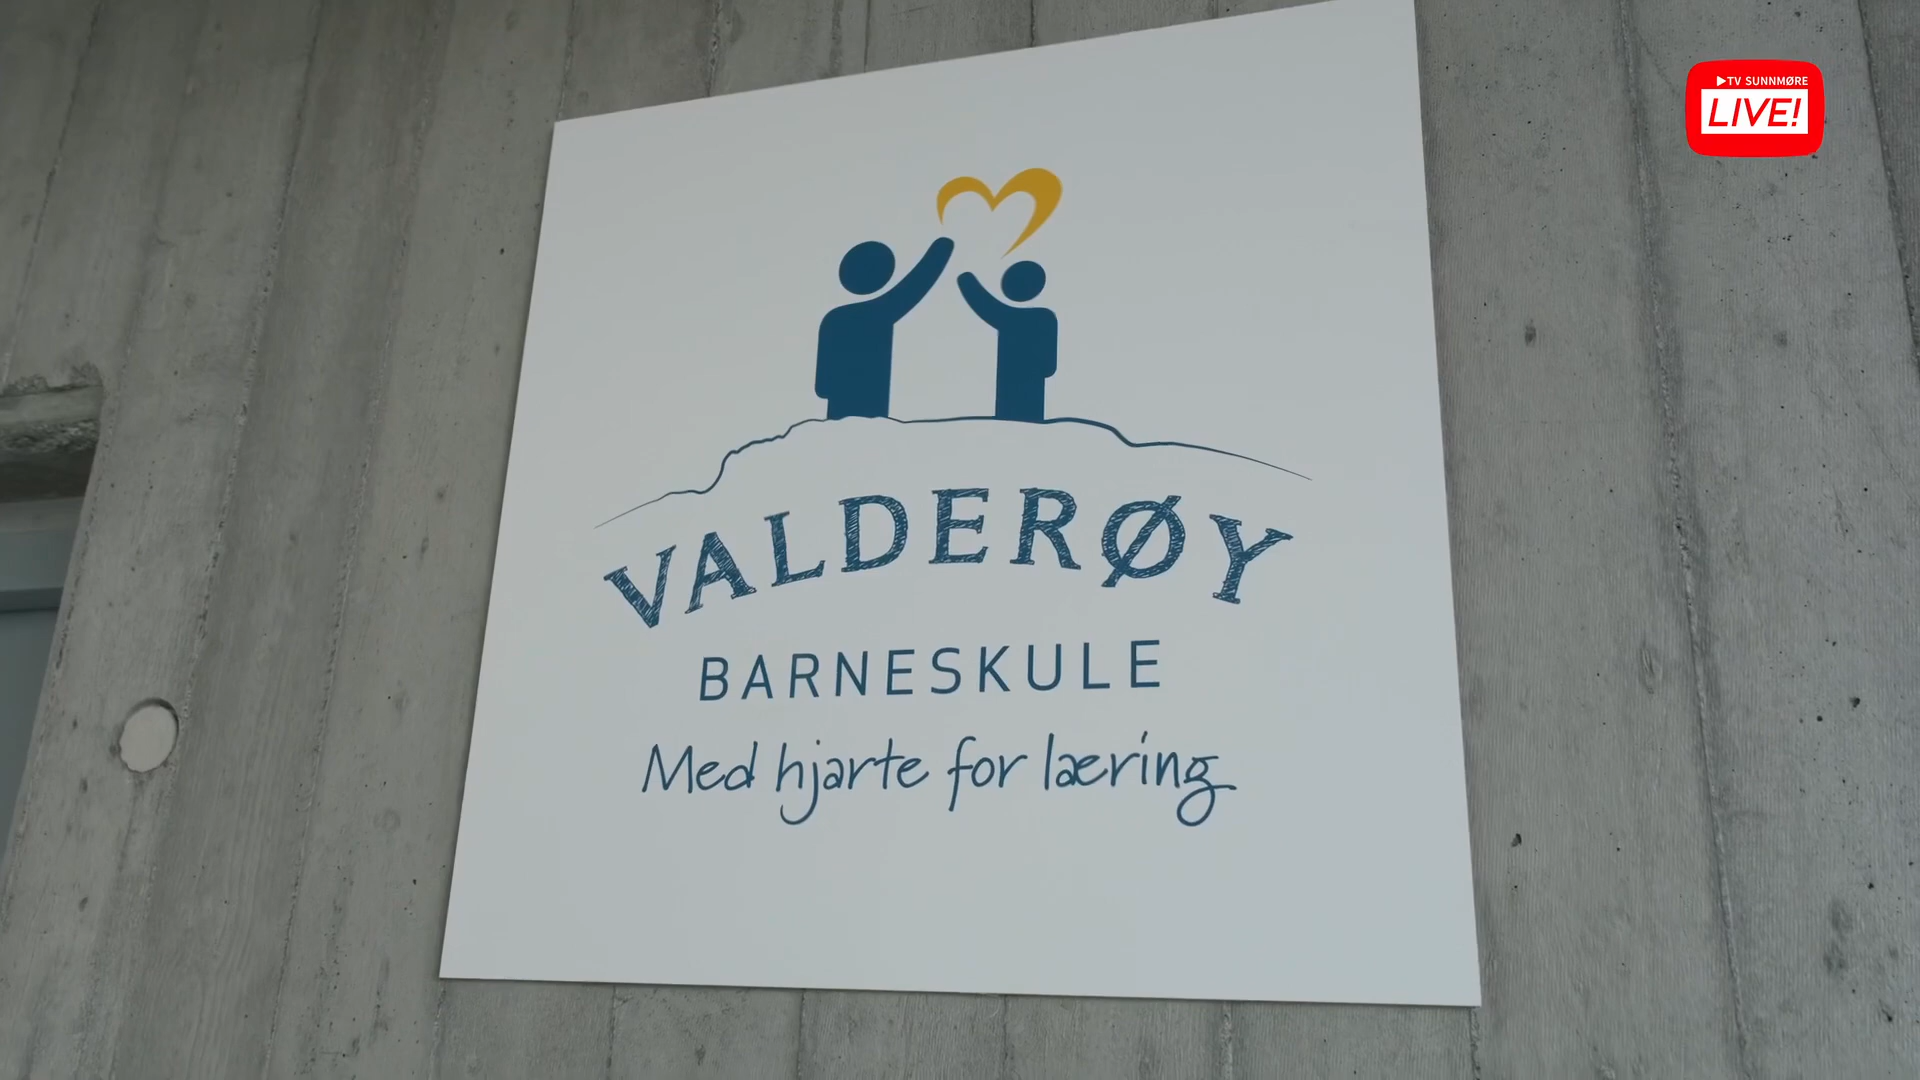 TV SUNNMØRE
LIVE!
VALDERØY
BARNESKULE
Med hjarte for læring